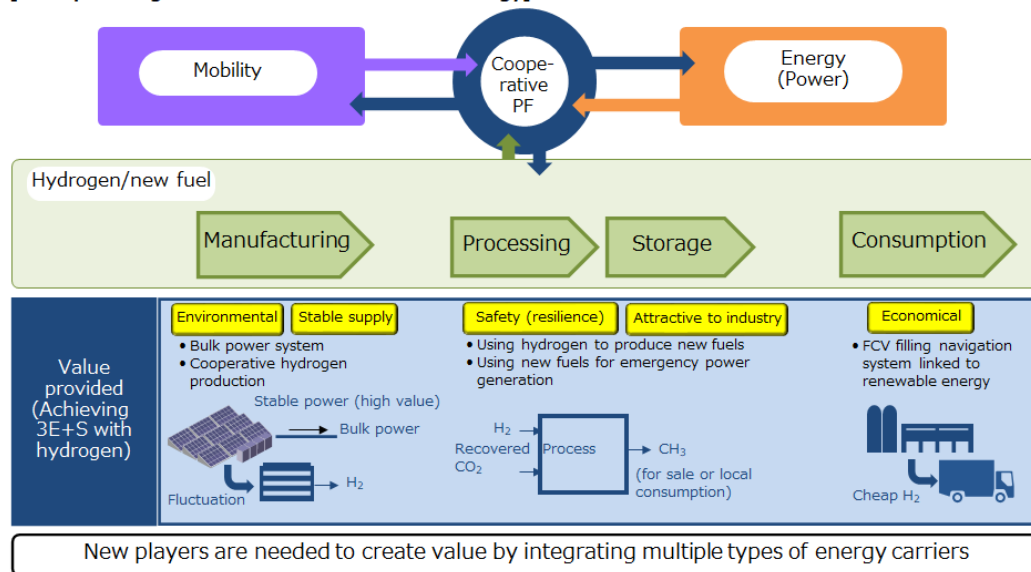 Mobility
Coope-
rative
PF
Energy
(Power)
Hydrogen/new fuel
Manufacturing
Processing
Storage
Consumption
Value
provided
(Achieving
3E+S with
hydrogen)
Environmental
Stable supply
• Bulk power system
• Cooperative hydrogen
production
Stable power (high value)
Bulk power
H2
Fluctuation
Safety (resilience)
Attractive to industry
• Using hydrogen to produce new fuels
• Using new fuels for emergency power
generation
H2
Recovered
CO2
Process
CH3
(for sale or local
consumption)
Economical
• FCV filling navigation
system linked to
renewable energy
Cheap H2
New players are needed to create value by integrating multiple types of energy carriers